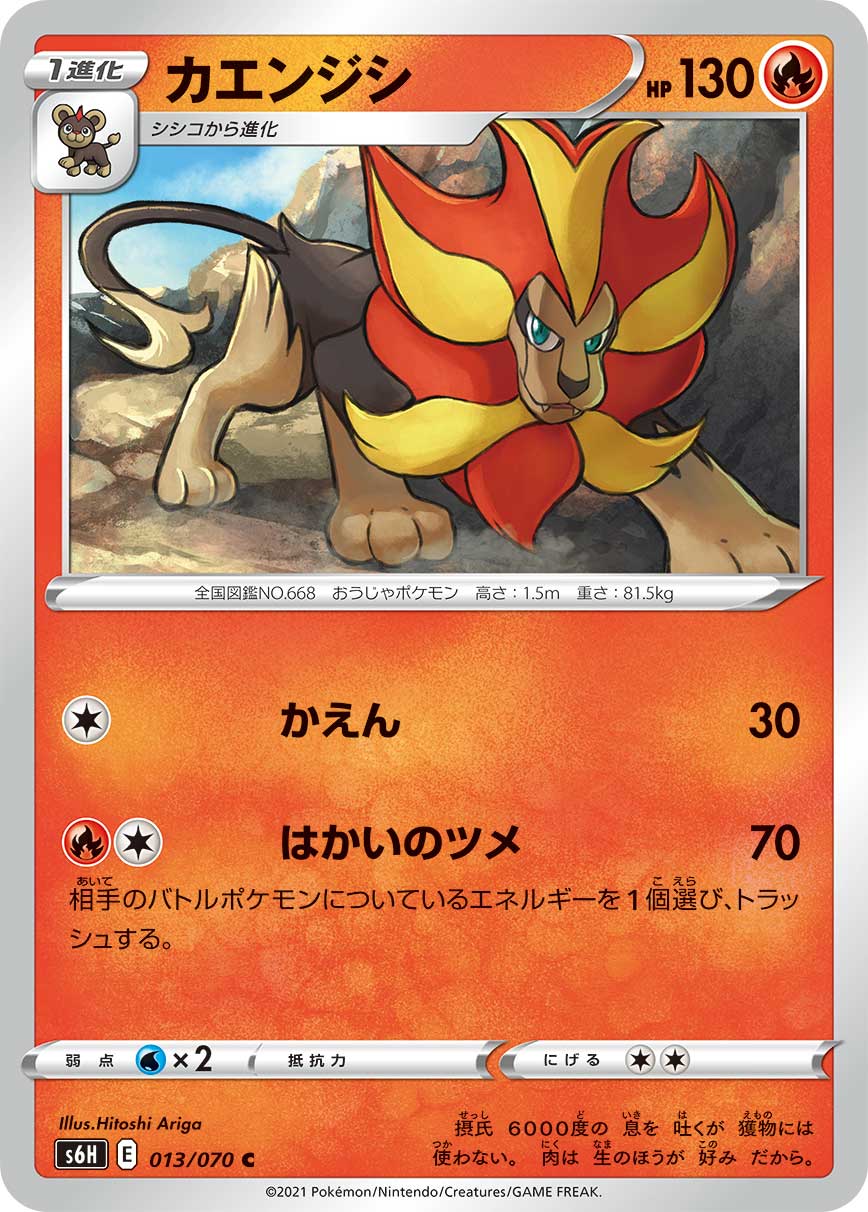 1進化
カエンジシ
HP 130
シシコから進化
全国図鑑NO.668 おうじゃポケモン 高さ:1.5m 重さ:81.5kg
かえん 30
はかいのツメ 70
相手のバトルポケモンについているエネルギーを1個選び、トラッ
シュする。
弱点 ×2 抵抗力 にげる
Illus.Hitoshi Ariga
s6H E 013/070 C
摂氏 6000度の 息を 吐くが 獲物には
使わない。 肉は 生のほうが 好み だから。
©2021 Pokémon/Nintendo/Creatures/GAME FREAK.